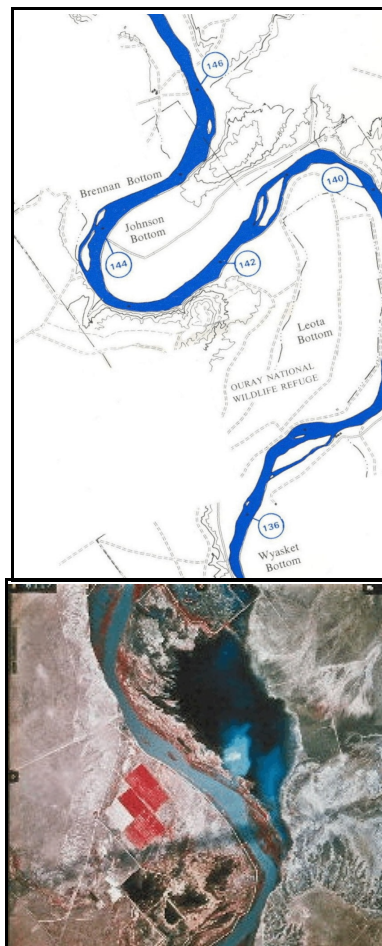 146
Brennan Bottom
Johnson
Bottom
140
144
142
Leota
Bottom
OURAY NATIONAL
WILDLIFE REFUGE
136
Wyasket
Bottom